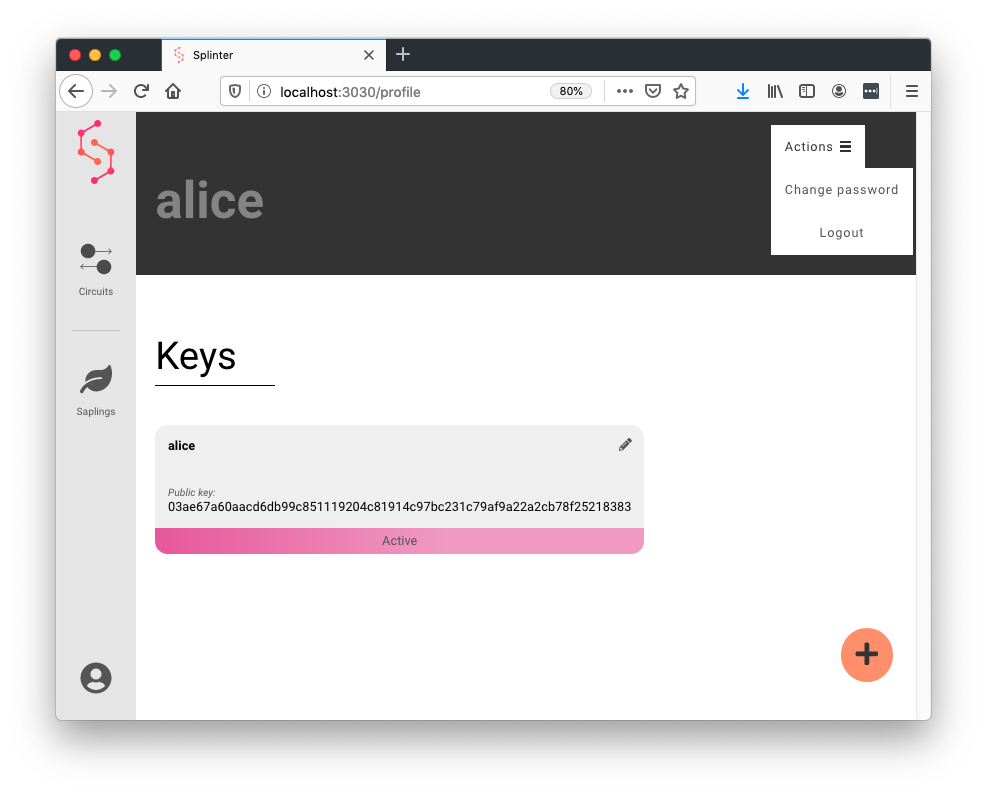 Splinter
localhost:3030/profile
80%
Actions
Change password
Logout
alice
Circuits
Saplings
Keys
alice
Public key:
03ae67a60aacd6db99c851119204c81914c97bc231c79af9a22a2cb78f25218383
Active